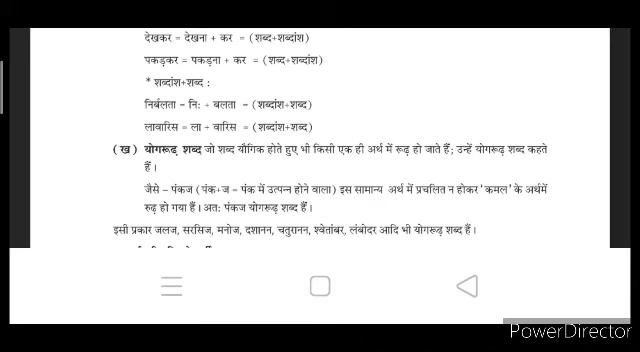 देखकर = देखना + कर = (शब्द+शब्दांश)
पकड़कर = पकड़ना + कर = (शब्द+शब्दांश)
* शब्दांश+शब्द :
निर्बलता - निः + बलता - (शब्दांश+शब्द)
लावारिस = ला + वारिस = (शब्दांश+शब्द)
(ख) योगरूढ़ शब्द जो शब्द यौगिक होते हुए भी किसी एक ही अर्थ में रूढ़ हो जाते हैं; उन्हें योगरूढ़ शब्द कहते
हैं।
जैसे – पंकज (पंक+ज - पंक में उत्पन्न होने वाला) इस सामान्य अर्थ में प्रचलित न होकर 'कमल' के अर्थमें
रुढ़ हो गया हैं। अतः पंकज योगरूढ़ शब्द हैं।
इसी प्रकार जलज, सरसिज, मनोज, दशानन, चतुरानन, श्वेतांबर, लंबोदर आदि भी योगरूढ़ शब्द हैं।
PowerDirector